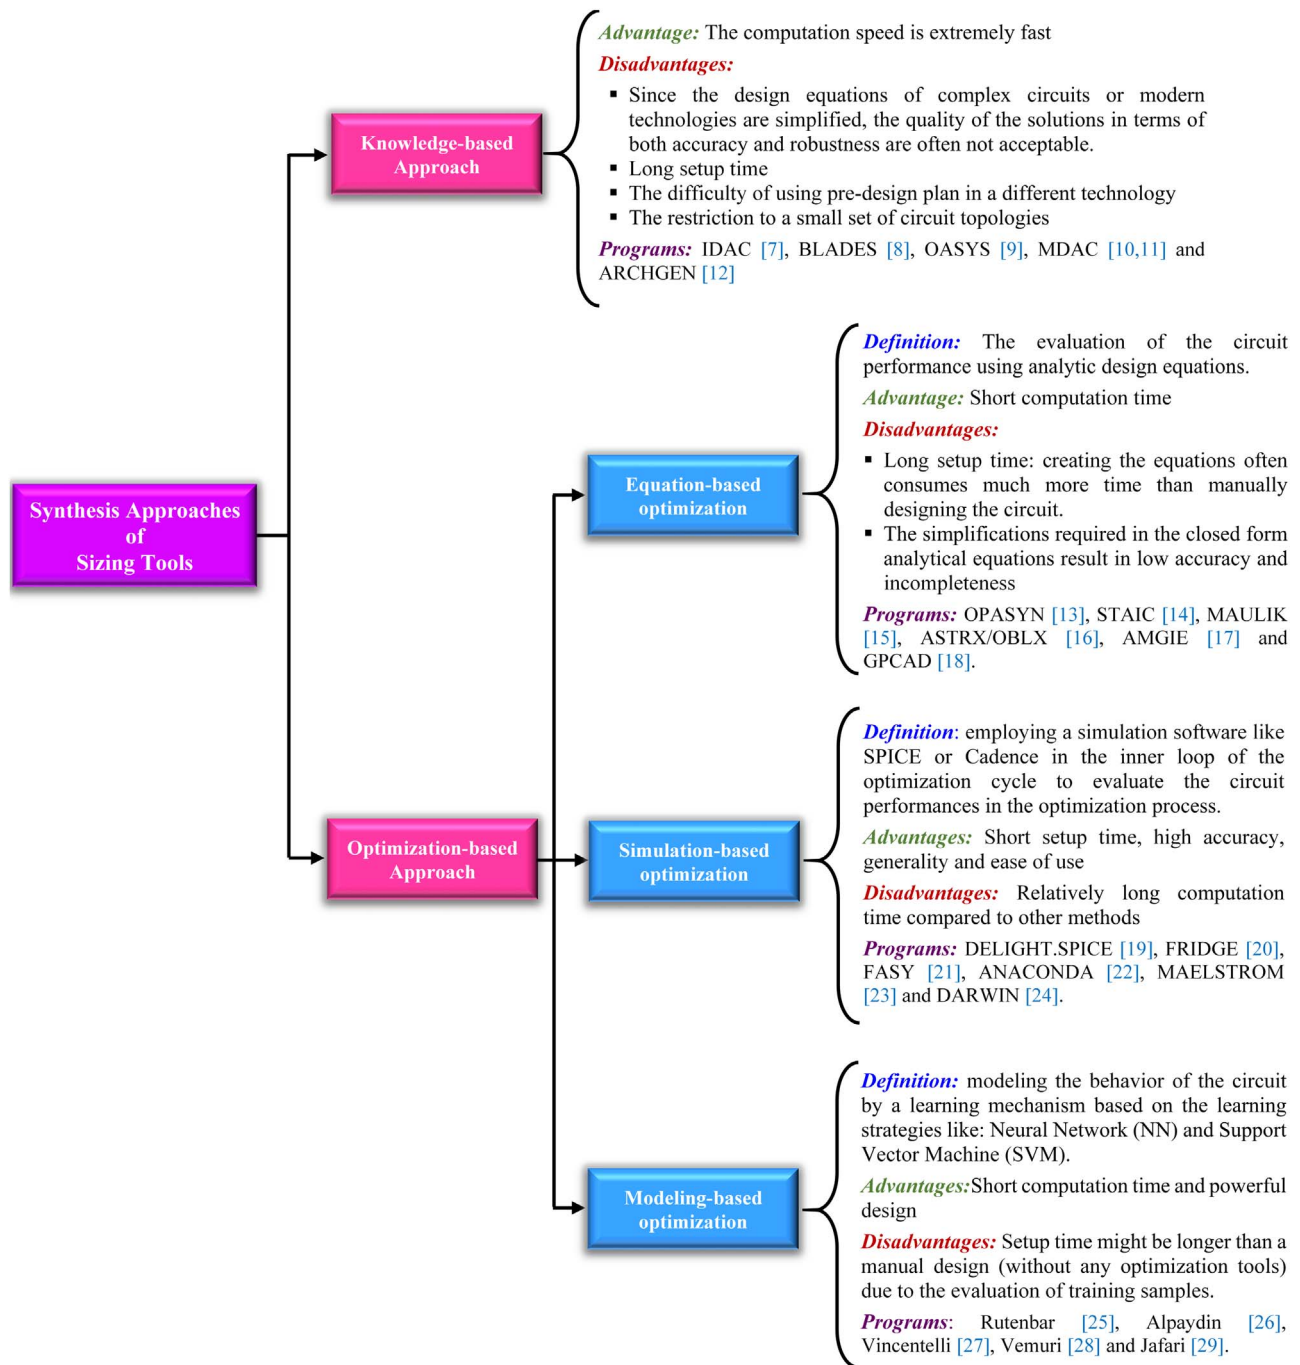 Advantage: The computation speed is extremely fast
Disadvantages:
▪ Since the design equations of complex circuits or modern
technologies are simplified, the quality of the solutions in terms of
both accuracy and robustness are often not acceptable.
▪ Long setup time
▪ The difficulty of using pre-design plan in a different technology
▪ The restriction to a small set of circuit topologies
Programs: IDAC [7], BLADES [8], OASYS [9], MDAC [10,11] and
ARCHGEN [12]
Knowledge-based
Approach
Synthesis Approaches
of
Sizing Tools
Optimization-based
Approach
Equation-based
optimization
Definition: The evaluation of the circuit
performance using analytic design equations.
Advantage: Short computation time
Disadvantages:
▪ Long setup time: creating the equations often
consumes much more time than manually
designing the circuit.
▪ The simplifications required in the closed form
analytical equations result in low accuracy and
incompleteness
Programs: OPASYN [13], STAIC [14], MAULIK
[15], ASTRX/OBLX [16], AMGIE [17] and
GPCAD [18].
Simulation-based
optimization
Definition: employing a simulation software like
SPICE or Cadence in the inner loop of the
optimization cycle to evaluate the circuit
performances in the optimization process.
Advantages: Short setup time, high accuracy,
generality and ease of use
Disadvantages: Relatively long computation
time compared to other methods
Programs: DELIGHT.SPICE [19], FRIDGE [20],
FASY [21], ANACONDA [22], MAELSTROM
[23] and DARWIN [24].
Modeling-based
optimization
Definition: modeling the behavior of the circuit
by a learning mechanism based on the learning
strategies like: Neural Network (NN) and Support
Vector Machine (SVM).
Advantages:Short computation time and powerful
design
Disadvantages: Setup time might be longer than a
manual design (without any optimization tools)
due to the evaluation of training samples.
Programs: Rutenbar [25], Alpaydin [26],
Vincentelli [27], Vemuri [28] and Jafari [29].